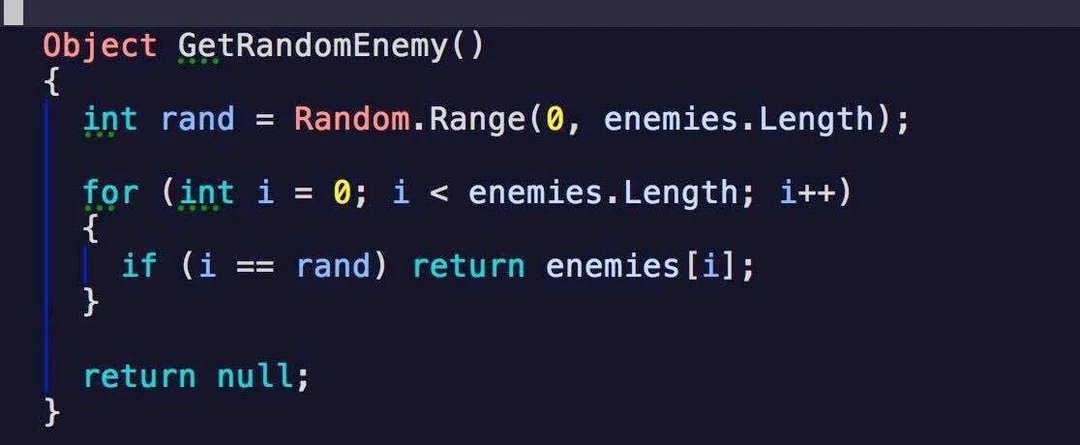 Object GetRandomEnemy()
{
int rand = Random.Range(0, enemies.Length);
for (int i = 0; i < enemies.Length; i++)
{
if (i == rand) return enemies[i];
}
return null;
}